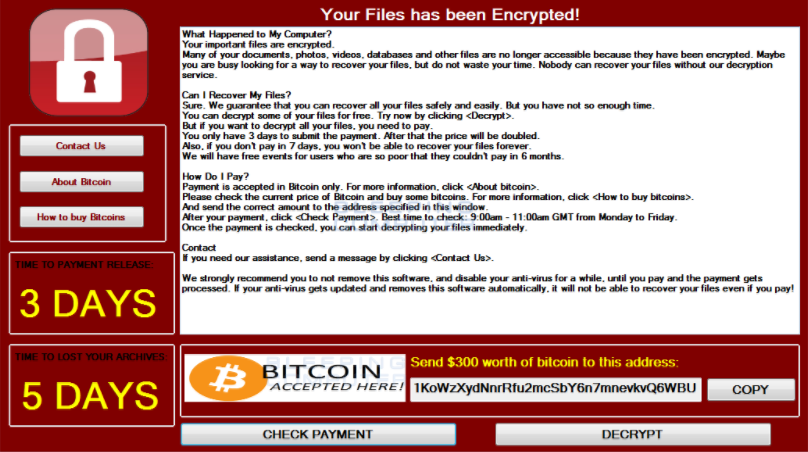 Your Files has been Encrypted!
What Happened to My Computer?
Your important files are encrypted.
Many of your documents, photos, videos, databases and other files are no longer accessible because they have been encrypted. Maybe
you are busy looking for a way to recover your files, but do not waste your time. Nobody can recover your files without our decryption
service.
Can I Recover My Files?
Sure. We guarantee that you can recover all your files safely and easily. But you have not so enough time.
You can decrypt some of your files for free. Try now by clicking <Decrypt>.
But if you want to decrypt all your files, you need to pay.
You only have 3 days to submit the payment. After that the price will be doubled.
Also, if you don't pay in 7 days, you won't be able to recover your files forever.
We will have free events for users who are so poor that they couldn't pay in 6 months.
How Do I Pay?
Payment is accepted in Bitcoin only. For more information, click <About bitcoin>.
Please check the current price of Bitcoin and buy some bitcoins. For more information, click <How to buy bitcoins>.
And send the correct amount to the address specified in this window.
After your payment, click <Check Payment>. Best time to check: 9:00am - 11:00am GMT from Monday to Friday.
Once the payment is checked, you can start decrypting your files immediately.
Contact
If you need our assistance, send a message by clicking <Contact Us>.
We strongly recommend you to not remove this software, and disable your anti-virus for a while, until you pay and the payment gets
processed. If your anti-virus gets updated and removes this software automatically, it will not be able to recover your files even if you pay!
Contact Us
About Bitcoin
How to buy Bitcoins
TIME TO PAYMENT RELEASE:
3 DAYS
TIME TO LOST YOUR ARCHIVES:
5 DAYS
BITCOIN
ACCEPTED HERE!
Send $300 worth of bitcoin to this address:
1KoWzXydNnrRfu2mcSbY6n7mnevkvQ6WBU
COPY
CHECK PAYMENT
DECRYPT